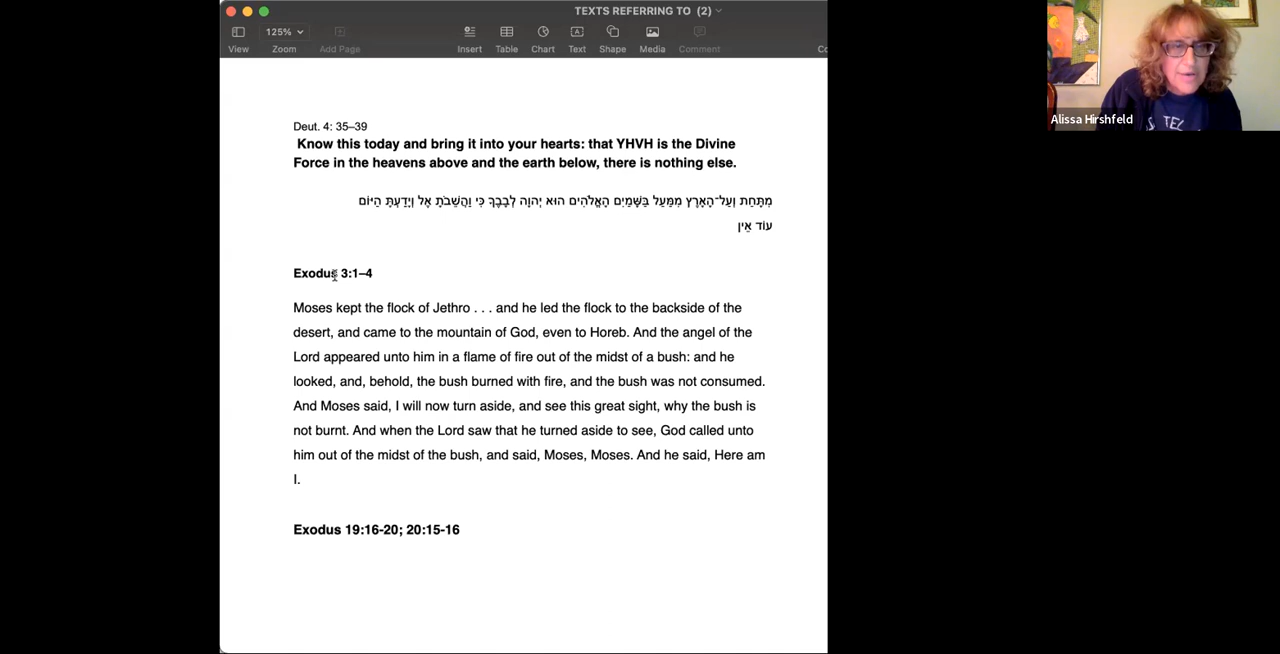 TEXTS REFERRING TO (2)
125%
View Zoom Add Page Insert Table Chart Text Shape Media Comment Co
Alissa Hirshfeld
Deut. 4: 35–39
Know this today and bring it into your hearts: that YHVH is the Divine
Force in the heavens above and the earth below, there is nothing else.
מִתָּחַת וְעַל־הָאָרֶץ מִמַּעַל בַּשָּׁמַיִם הָאֱלֹהִים הוּא יְהוָה לְבָבֶךָ כִּי וַהֲשֵׁבֹתָ אֶל וְיָדַעְתָּ הַיּוֹם
עוֹד אֵין
Exodus 3:1–4
Moses kept the flock of Jethro . . . and he led the flock to the backside of the
desert, and came to the mountain of God, even to Horeb. And the angel of the
Lord appeared unto him in a flame of fire out of the midst of a bush: and he
looked, and, behold, the bush burned with fire, and the bush was not consumed.
And Moses said, I will now turn aside, and see this great sight, why the bush is
not burnt. And when the Lord saw that he turned aside to see, God called unto
him out of the midst of the bush, and said, Moses, Moses. And he said, Here am
I.
Exodus 19:16-20; 20:15-16